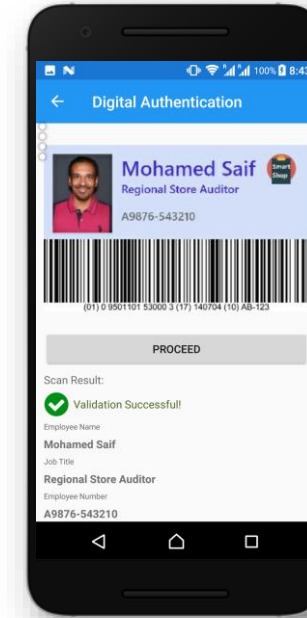 100% 8:43
Digital Authentication
Mohamed Saif
Smart
Shop
Regional Store Auditor
A9876-543210
(01) 0 9501101 53000 3 (17) 140704 (10) AB-123
PROCEED
Scan Result:
Validation Successful!
Employee Name
Mohamed Saif
Job Title
Regional Store Auditor
Employee Number
A9876-543210